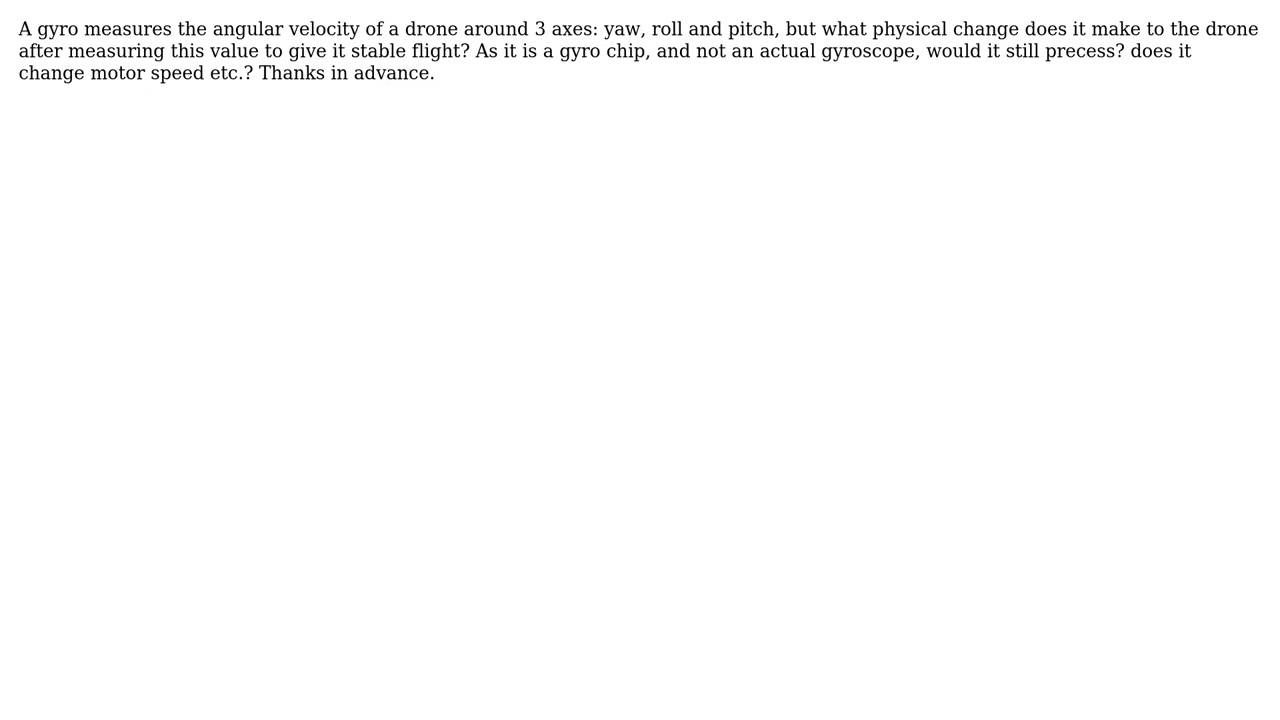 A gyro measures the angular velocity of a drone around 3 axes: yaw, roll and pitch, but what physical change does it make to the drone
after measuring this value to give it stable flight? As it is a gyro chip, and not an actual gyroscope, would it still precess? does it
change motor speed etc.? Thanks in advance.